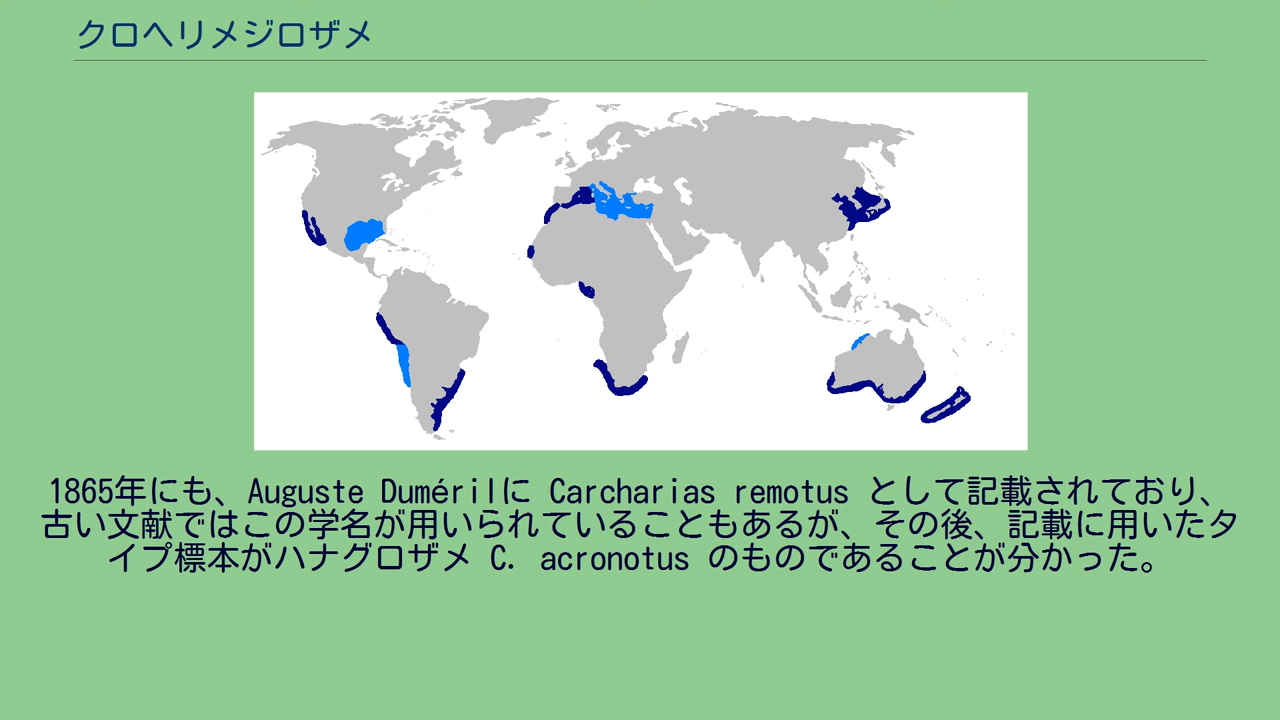 クロヘリメジロザメ
1865年にも、Auguste Dumérilに Carcharias remotus として記載されており、
古い文献ではこの学名が用いられていることもあるが、その後、記載に用いたタ
イプ標本がハナグロザメ C. acronotus のものであることが分かった。